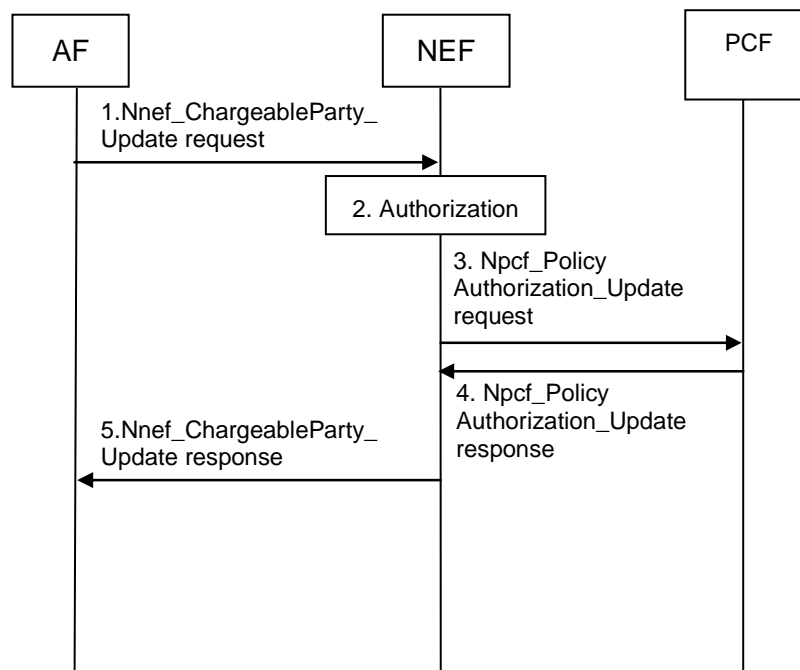 AF
NEF
PCF
1.Nnef_ChargeableParty_
Update request
2. Authorization
3. Npcf_Policy
Authorization_Update
request
4. Npcf_Policy
Authorization_Update
response
5.Nnef_ChargeableParty_
Update response